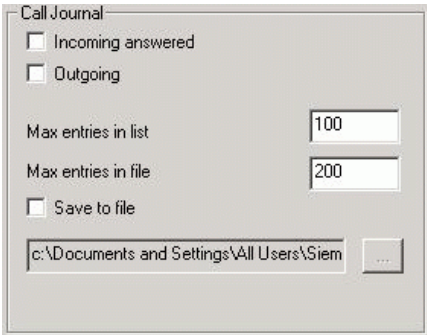 Call Journal
Incoming answered
Outgoing
Max entries in list 100
Max entries in file 200
Save to file
c:\Documents and Settings\All Users\Siem ...